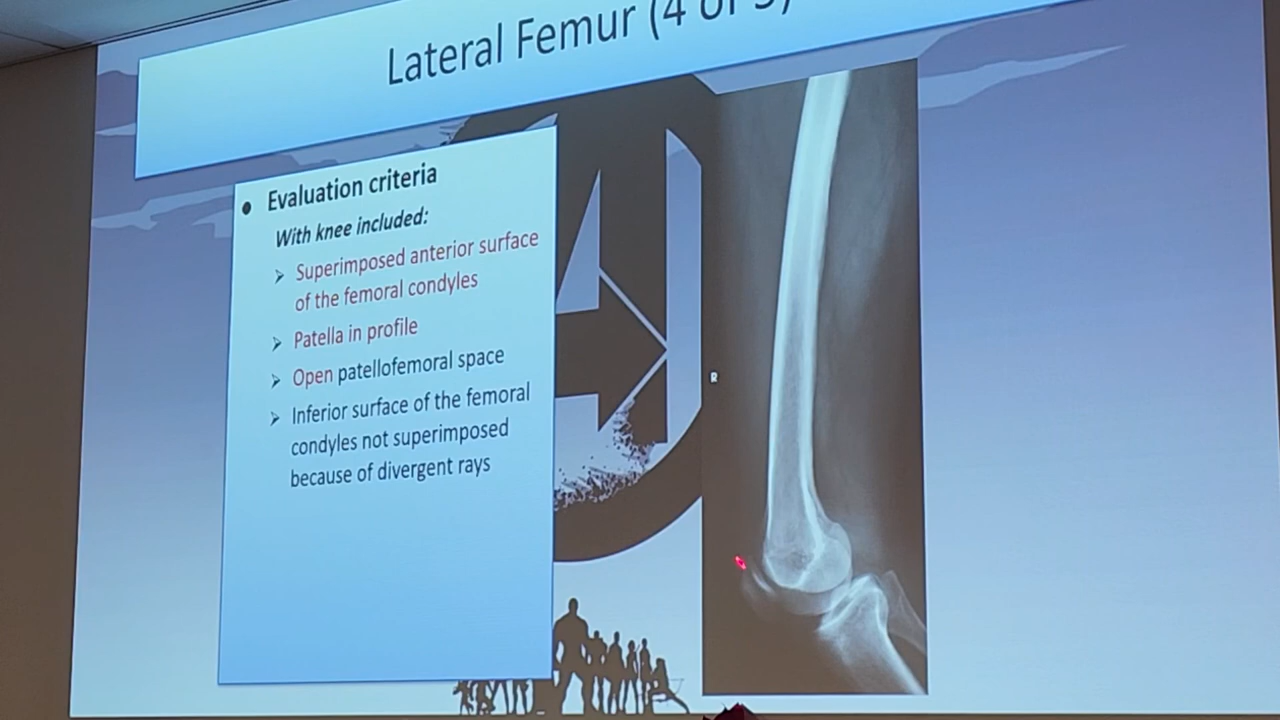 Lateral Femur (4 of 5)
● Evaluation criteria
With knee included:
➢ Superimposed anterior surface
of the femoral condyles
➢ Patella in profile
➢ Open patellofemoral space
➢ Inferior surface of the femoral
condyles not superimposed
because of divergent rays
R